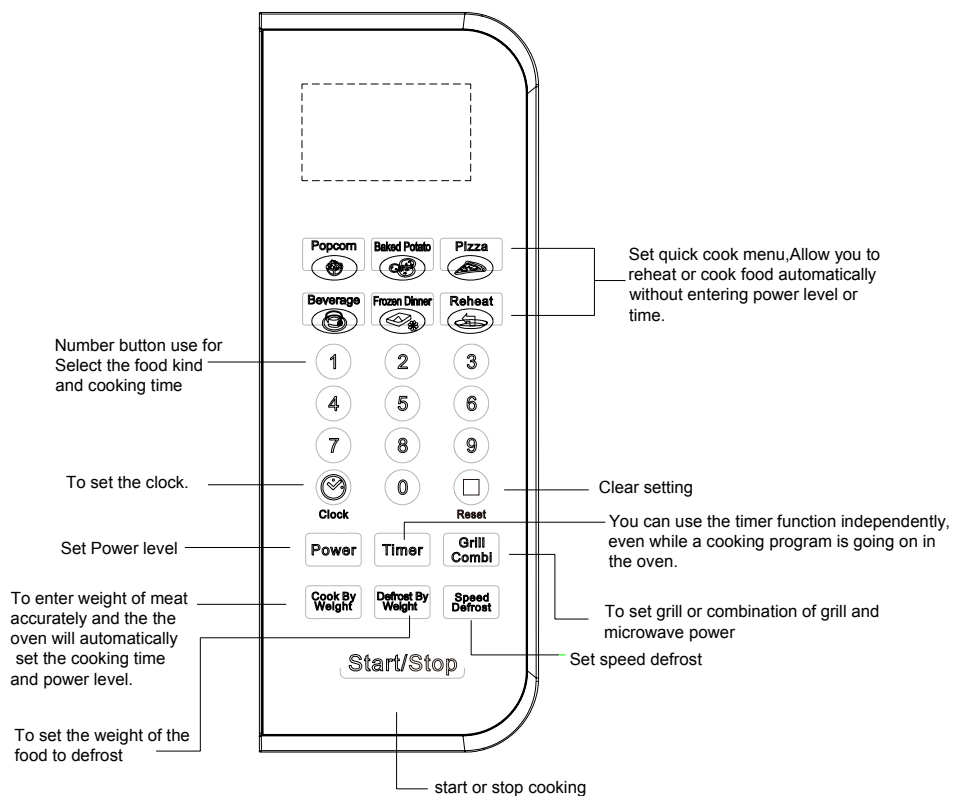 Popcorn
Baked Potato
Pizza
Beverage
Frozen Dinner
Reheat
Set quick cook menu,Allow you to
reheat or cook food automatically
without entering power level or
time.
Number button use for
Select the food kind
and cooking time
1
2
3
4
5
6
7
8
9
To set the clock.
0
Clear setting
Clock
Reset
You can use the timer function independently,
even while a cooking program is going on in
the oven.
Set Power level
Power
Timer
Grill
Combi
To enter weight of meat
accurately and the the
oven will automatically
set the cooking time
and power level.
Cook By
Weight
Defrost By
Weight
Speed
Defrost
To set grill or combination of grill and
microwave power
Set speed defrost
Start/Stop
To set the weight of the
food to defrost
start or stop cooking